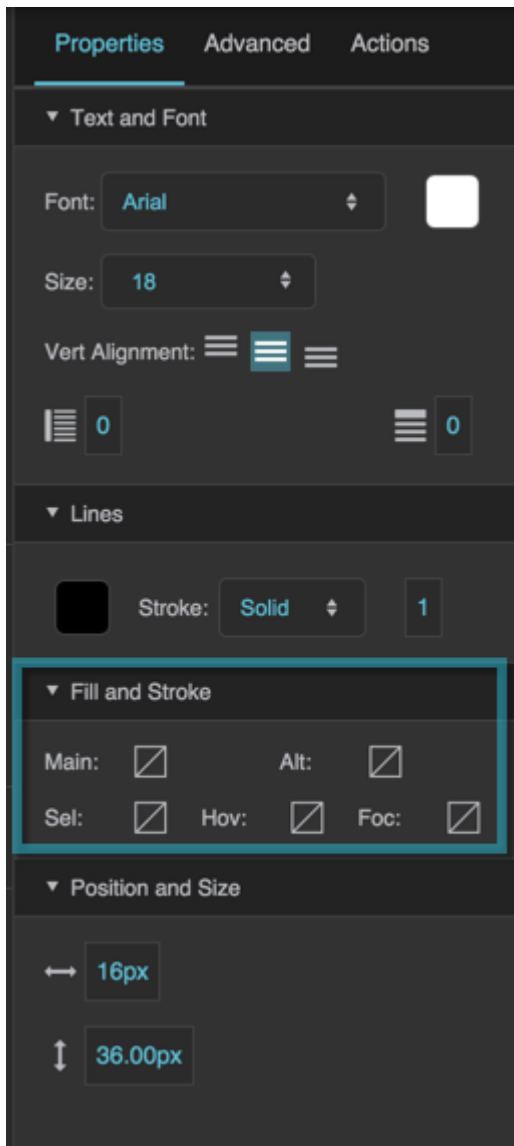 Properties Advanced Actions
▼ Text and Font
Font: Arial
Size: 18
Vert Alignment:
0 0
▼ Lines
Stroke: Solid 1
▼ Fill and Stroke
Main: Alt:
Sel: Hov: Foc:
▼ Position and Size
16px
36.00px